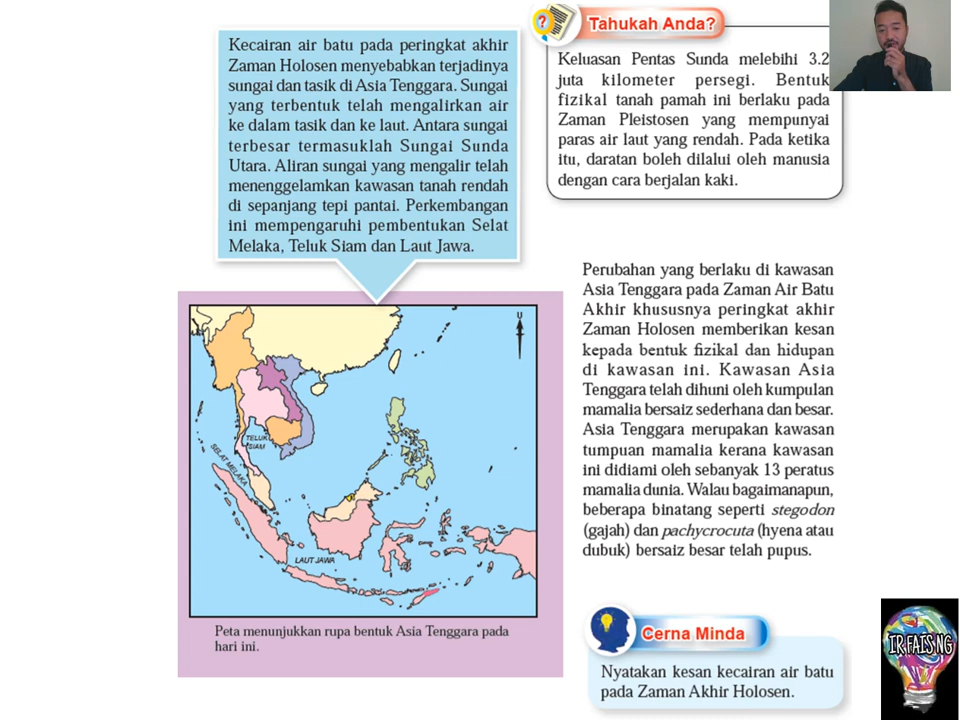 Kecairan air batu pada peringkat akhir
Zaman Holosen menyebabkan terjadinya
sungai dan tasik di Asia Tenggara. Sungai
yang terbentuk telah mengalirkan air
ke dalam tasik dan ke laut. Antara sungai
terbesar termasuklah Sungai Sunda
Utara. Aliran sungai yang mengalir telah
menenggelamkan kawasan tanah rendah
di sepanjang tepi pantai. Perkembangan
ini mempengaruhi pembentukan Selat
Melaka, Teluk Siam dan Laut Jawa.
Tahukah Anda?
Keluasan Pentas Sunda melebihi 3.2
juta kilometer persegi. Bentuk
fizikal tanah pamah ini berlaku pada
Zaman Pleistosen yang mempunyai
paras air laut yang rendah. Pada ketika
itu, daratan boleh dilalui oleh manusia
dengan cara berjalan kaki.
U
TELUK
SIAM
SELAT MELAKA
LAUT JAWA
Peta menunjukkan rupa bentuk Asia Tenggara pada
hari ini.
Perubahan yang berlaku di kawasan
Asia Tenggara pada Zaman Air Batu
Akhir khususnya peringkat akhir
Zaman Holosen memberikan kesan
kepada bentuk fizikal dan hidupan
di kawasan ini. Kawasan Asia
Tenggara telah dihuni oleh kumpulan
mamalia bersaiz sederhana dan besar.
Asia Tenggara merupakan kawasan
tumpuan mamalia kerana kawasan
ini didiami oleh sebanyak 13 peratus
mamalia dunia. Walau bagaimanapun,
beberapa binatang seperti stegodon
(gajah) dan pachycrocuta (hyena atau
dubuk) bersaiz besar telah pupus.
Cerna Minda
Nyatakan kesan kecairan air batu
pada Zaman Akhir Holosen.
IR FAIS NG